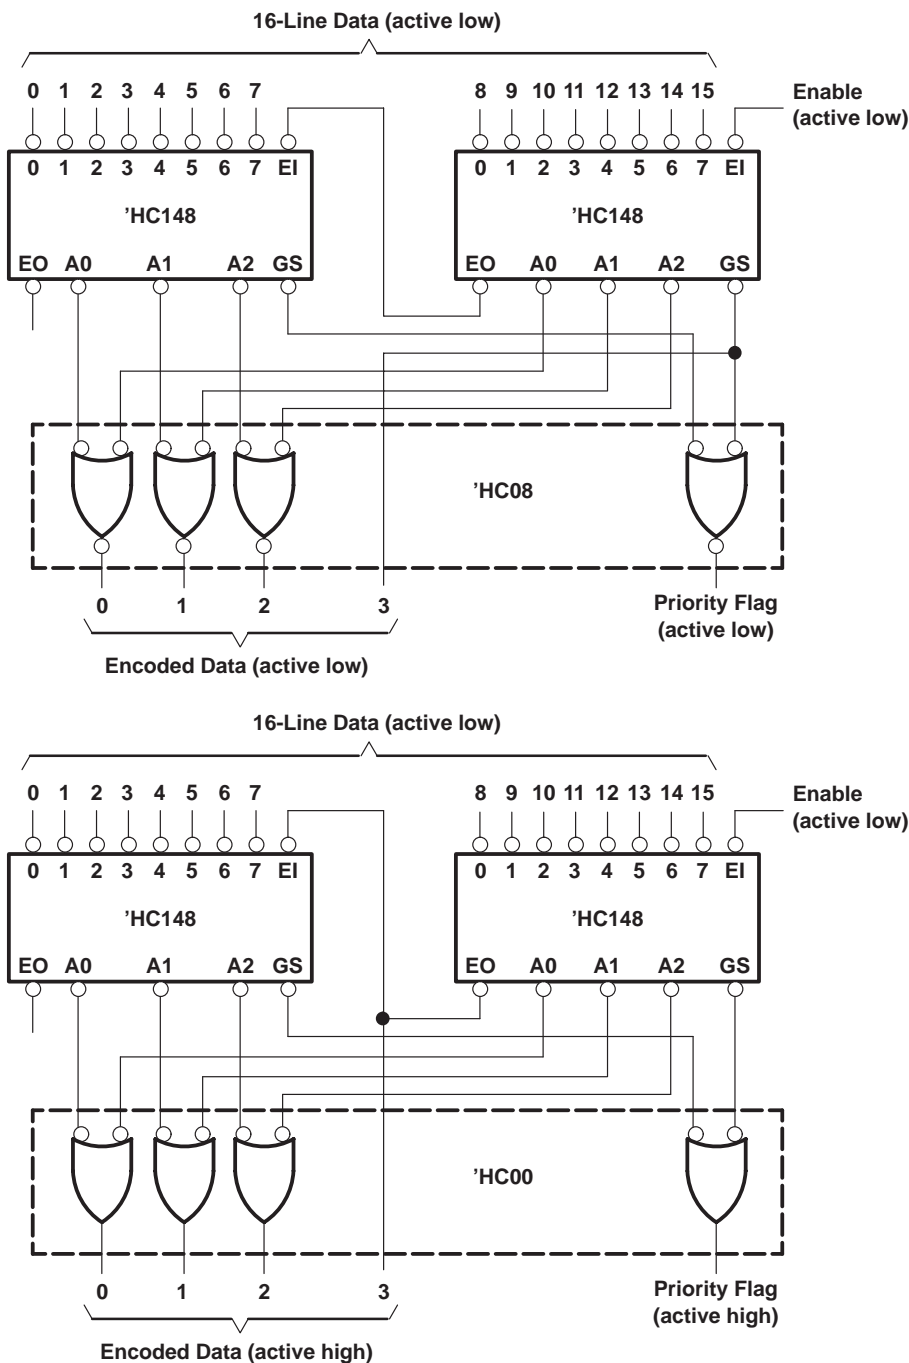 16-Line Data (active low)
0 1 2 3 4 5 6 7
8 9 10 11 12 13 14 15
Enable
(active low)
0 1 2 3 4 5 6 7 EI
0 1 2 3 4 5 6 7 EI
’HC148
’HC148
EO A0 A1 A2 GS
EO A0 A1 A2 GS
’HC08
0 1 2 3
Priority Flag
(active low)
Encoded Data (active low)
16-Line Data (active low)
0 1 2 3 4 5 6 7
8 9 10 11 12 13 14 15
Enable
(active low)
0 1 2 3 4 5 6 7 EI
0 1 2 3 4 5 6 7 EI
’HC148
’HC148
EO A0 A1 A2 GS
EO A0 A1 A2 GS
’HC00
0 1 2 3
Priority Flag
(active high)
Encoded Data (active high)